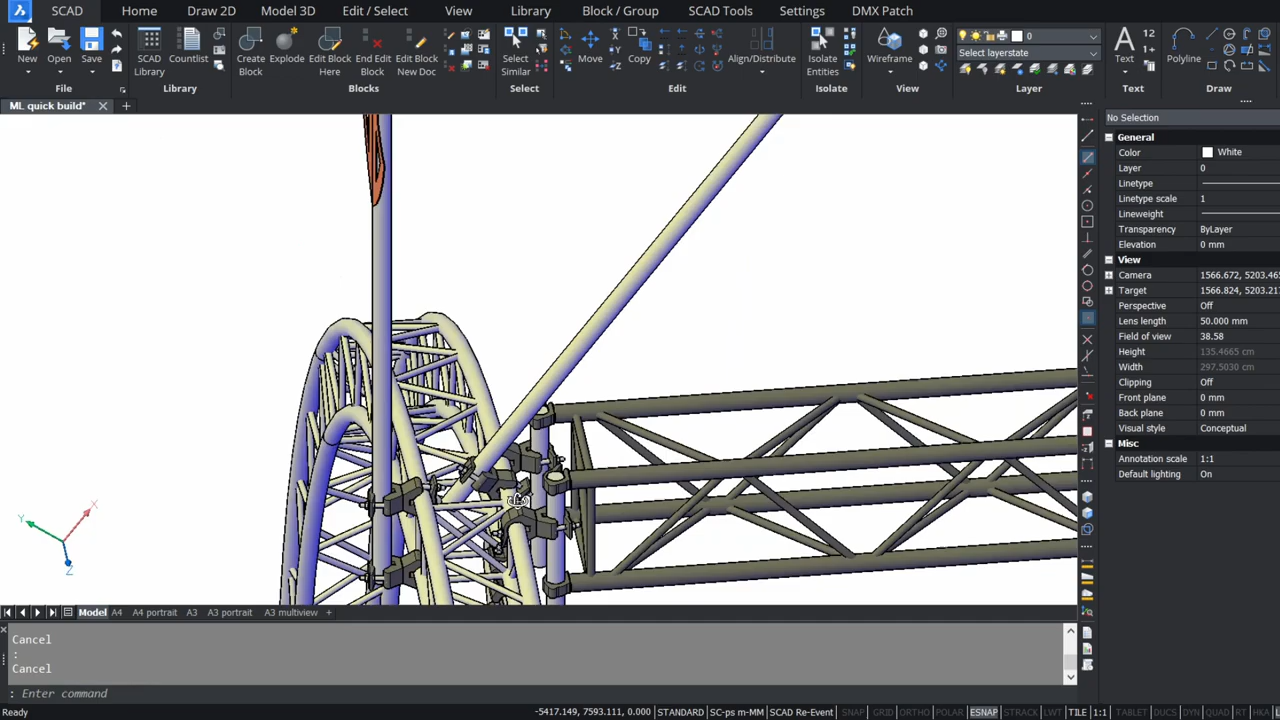 SCAD Home Draw 2D Model 3D Edit / Select View Library Block / Group SCAD Tools Settings DMX Patch
New Open Save SCAD Library Countlist Create Block Explode Edit Block Here End Edit Block Edit Block New Doc Select Similar Move Copy Align/Distribute Isolate Entities Wireframe 0 Select layerstate Text Polyline
File Library Blocks Select Edit Isolate View Layer Text Draw
ML quick build*
No Selection
General
Color White
Layer 0
Linetype
Linetype scale 1
Lineweight
Transparency ByLayer
Elevation 0 mm
View
Camera 1566.672, 5203.46
Target 1566.824, 5203.21
Perspective Off
Lens length 50.000 mm
Field of view 38.58
Height 135.4665 cm
Width 297.5030 cm
Clipping Off
Front plane 0 mm
Back plane 0 mm
Visual style Conceptual
Misc
Annotation scale 1:1
Default lighting On
X
Y
Z
Model A4 A4 portrait A3 A3 portrait A3 multiview +
Cancel
:
Cancel
: Enter command
Ready -5417.149, 7593.111, 0.000 STANDARD SC-ps m-MM SCAD Re-Event SNAP GRID ORTHO POLAR ESNAP STRACK LWT TILE 1:1 TABLET DUCS DYN QUAD RT HKA